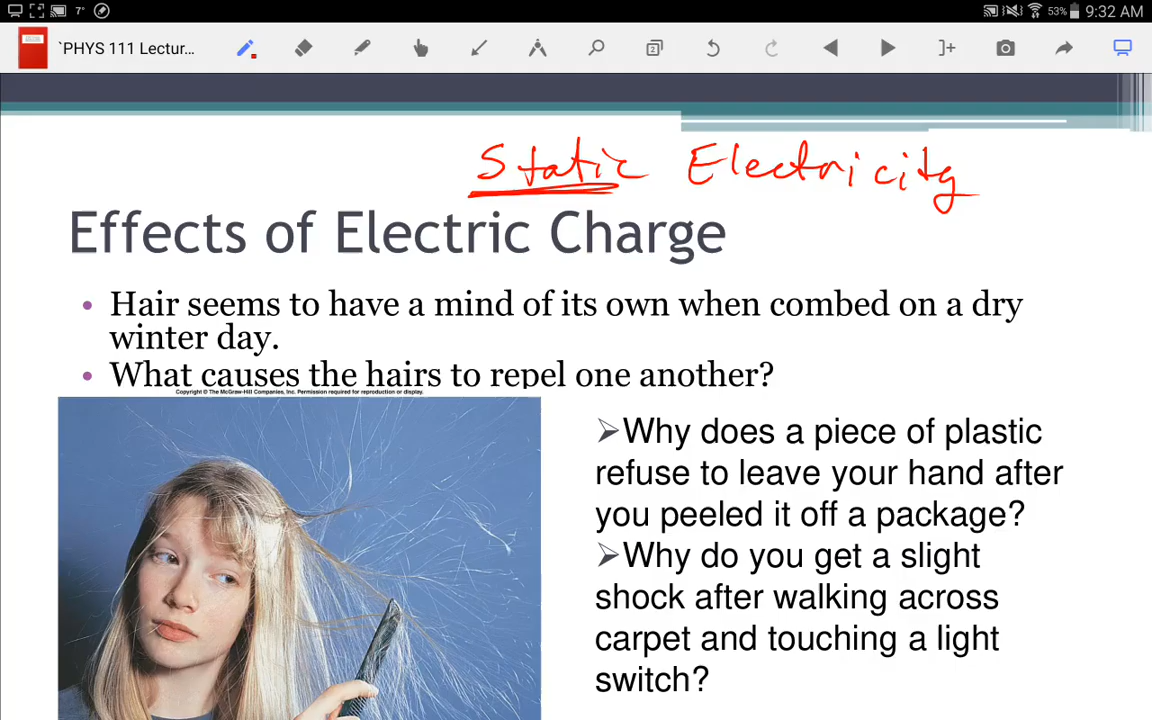 7°
53%
9:32 AM
`PHYS 111 Lectur...
2
Static Electricity
Effects of Electric Charge
• Hair seems to have a mind of its own when combed on a dry
winter day.
• What causes the hairs to repel one another?
Copyright © The McGraw-Hill Companies, Inc. Permission required for reproduction or display.
➢Why does a piece of plastic
refuse to leave your hand after
you peeled it off a package?
➢Why do you get a slight
shock after walking across
carpet and touching a light
switch?